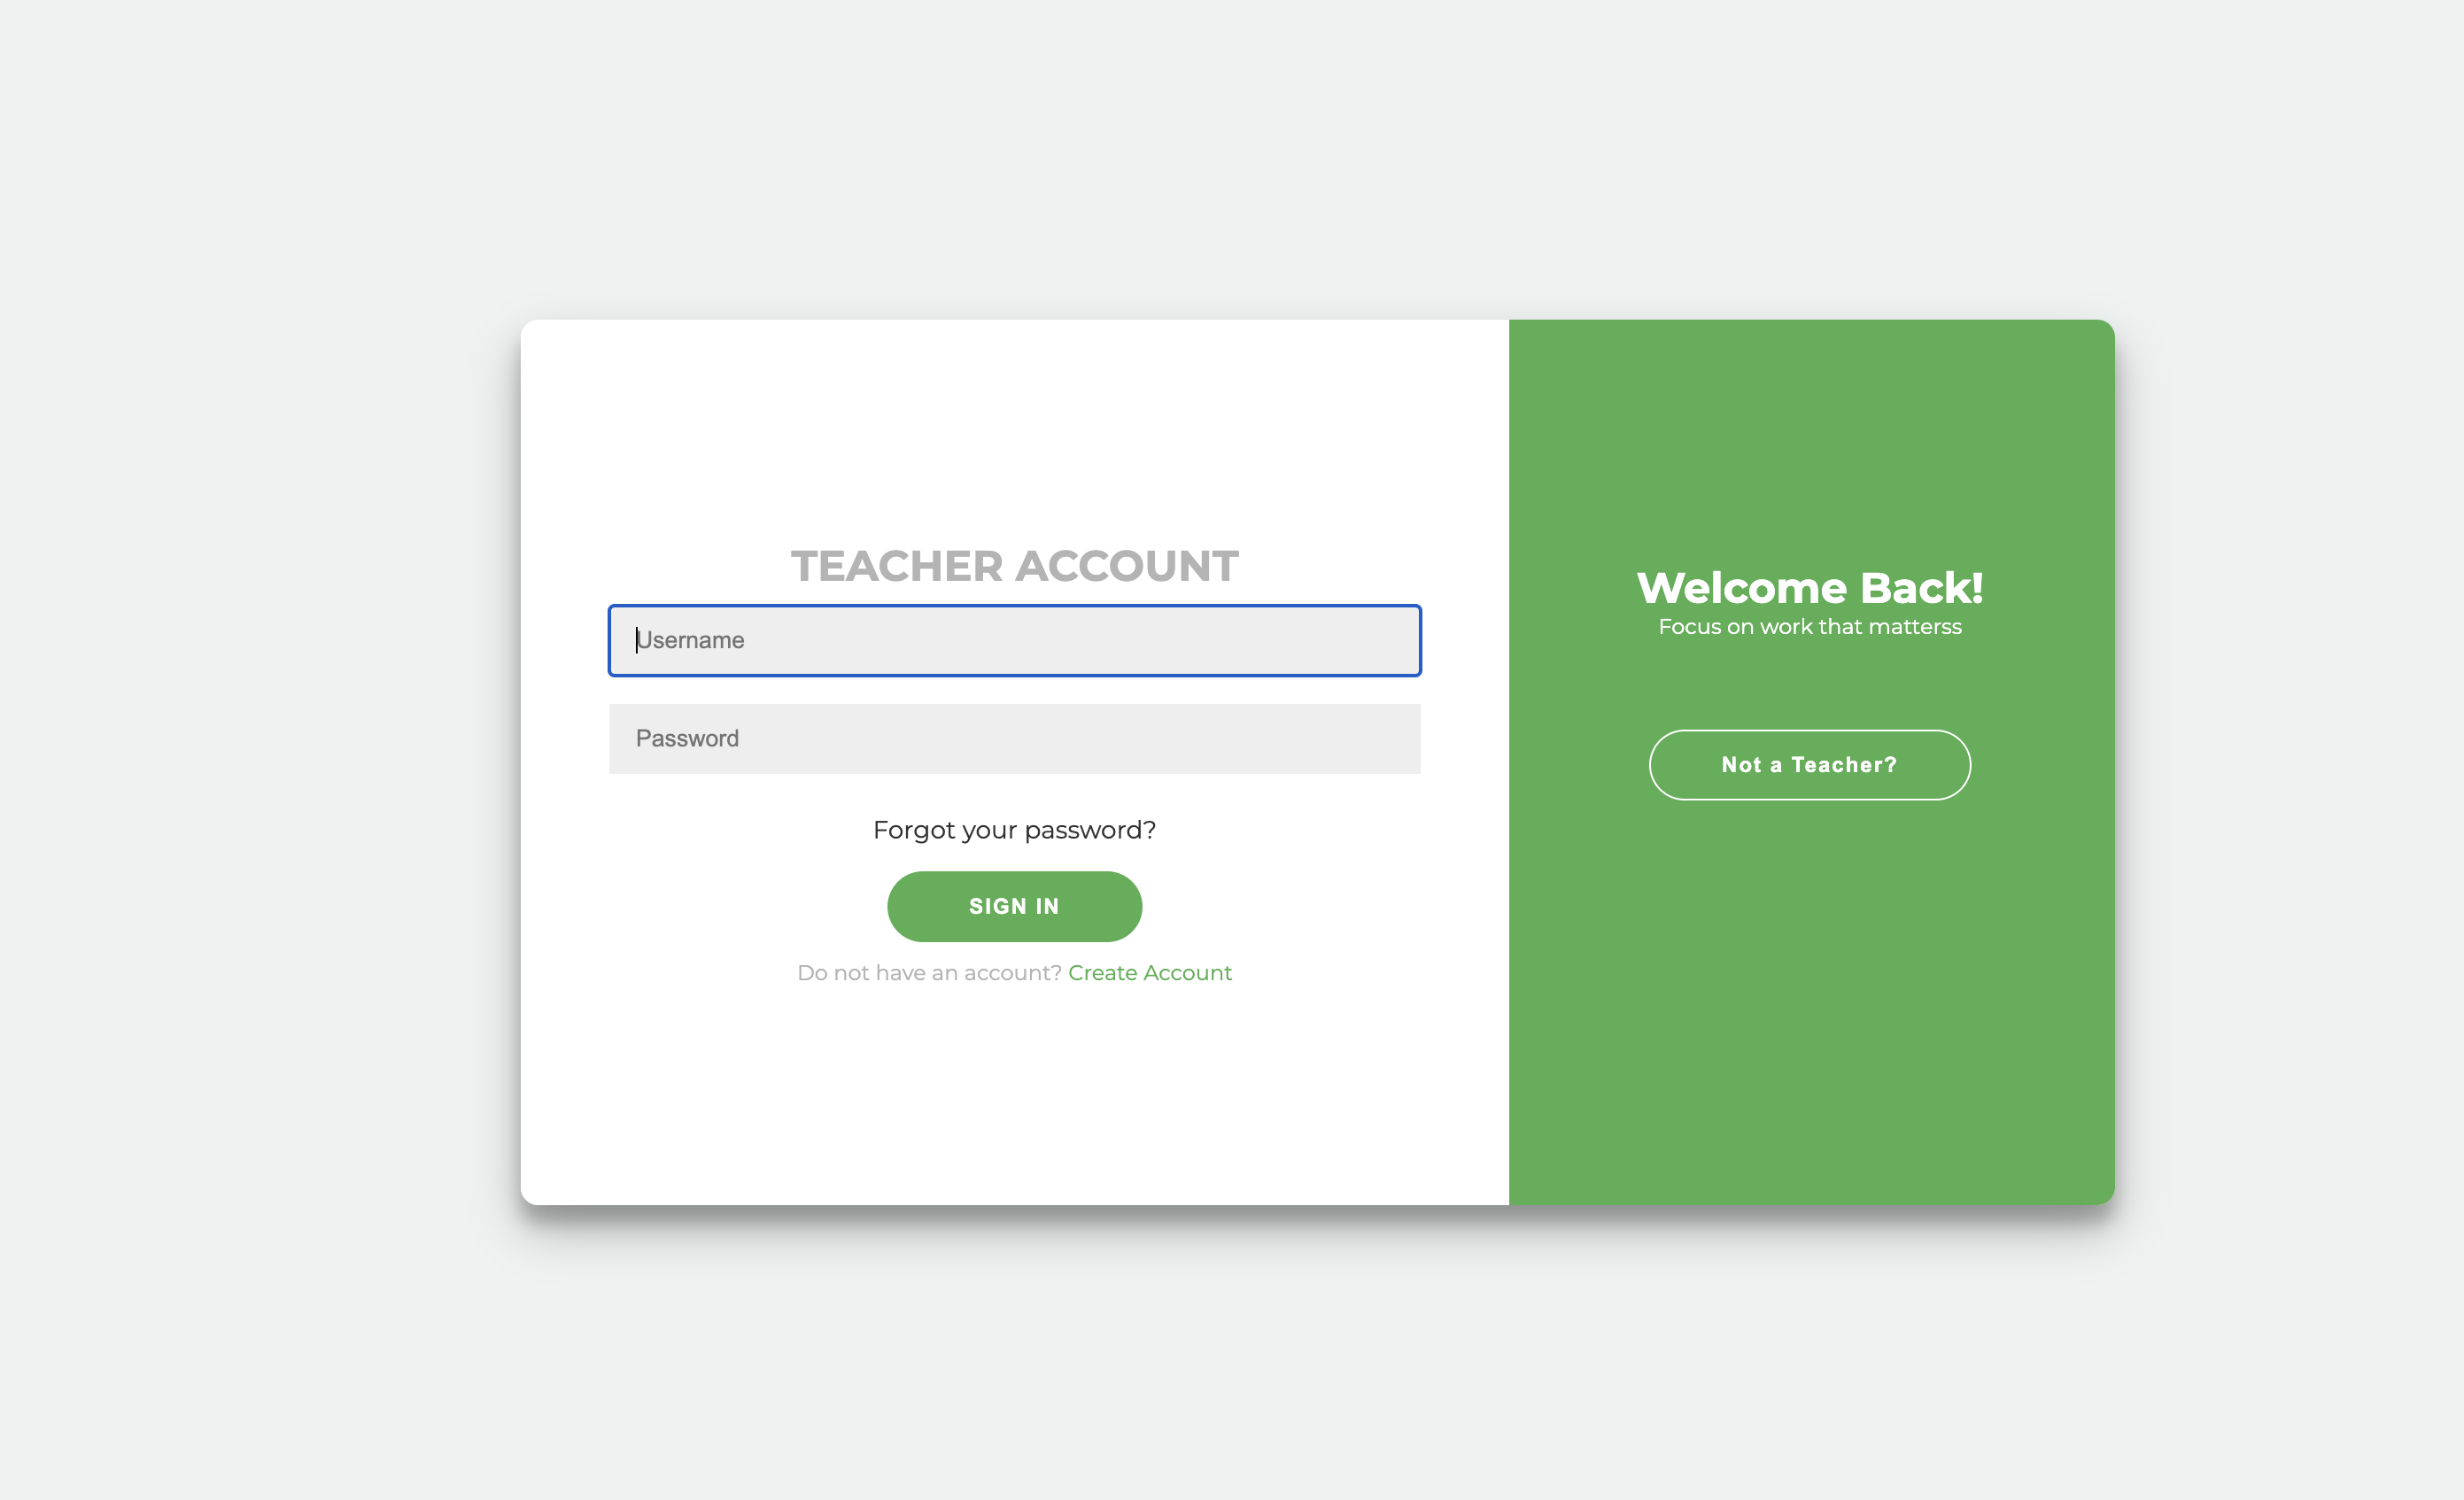 TEACHER ACCOUNT
Username
Password
Forgot your password?
SIGN IN
Do not have an account? Create Account
Welcome Back!
Focus on work that matterss
Not a Teacher?